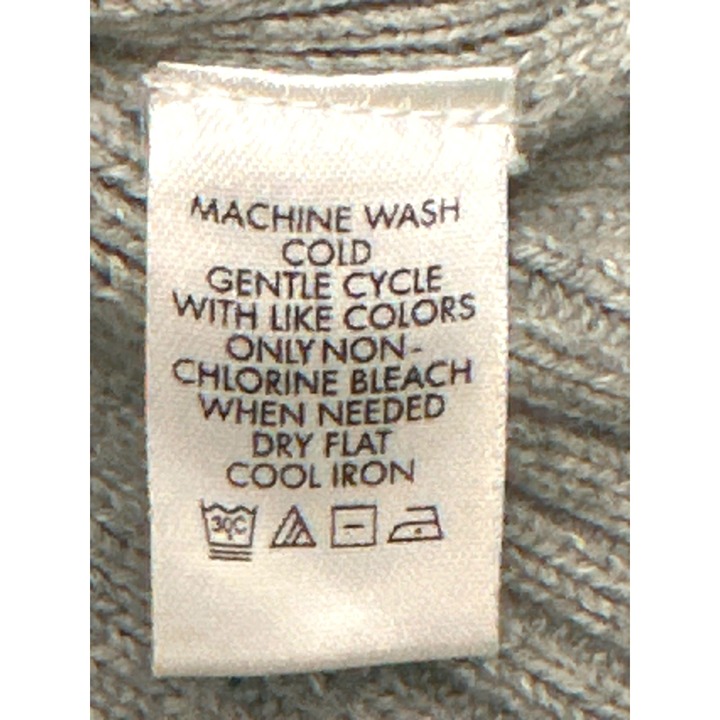 MACHINE WASH
COLD
GENTLE CYCLE
WITH LIKE COLORS
ONLY NON-
CHLORINE BLEACH
WHEN NEEDED
DRY FLAT
COOL IRON
30C